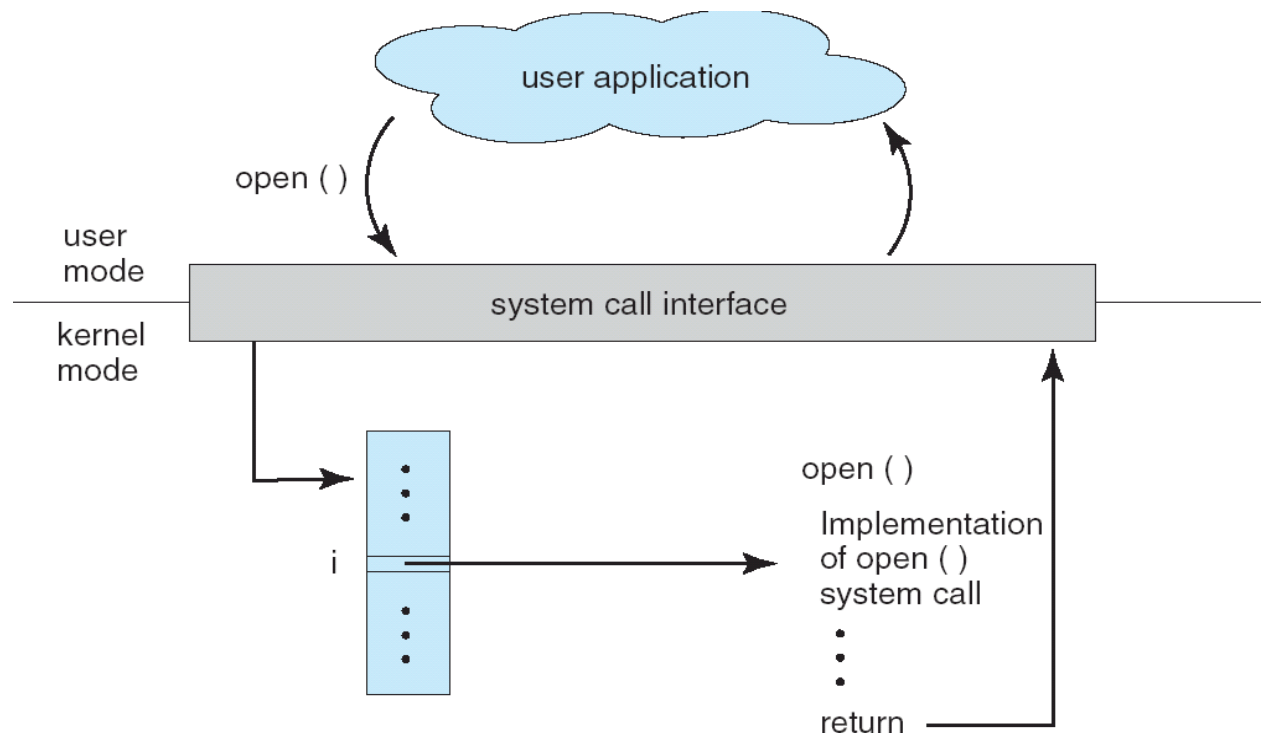 user application
open ( )
user
mode
system call interface
kernel
mode
open ( )
Implementation
of open ( )
system call
i
return